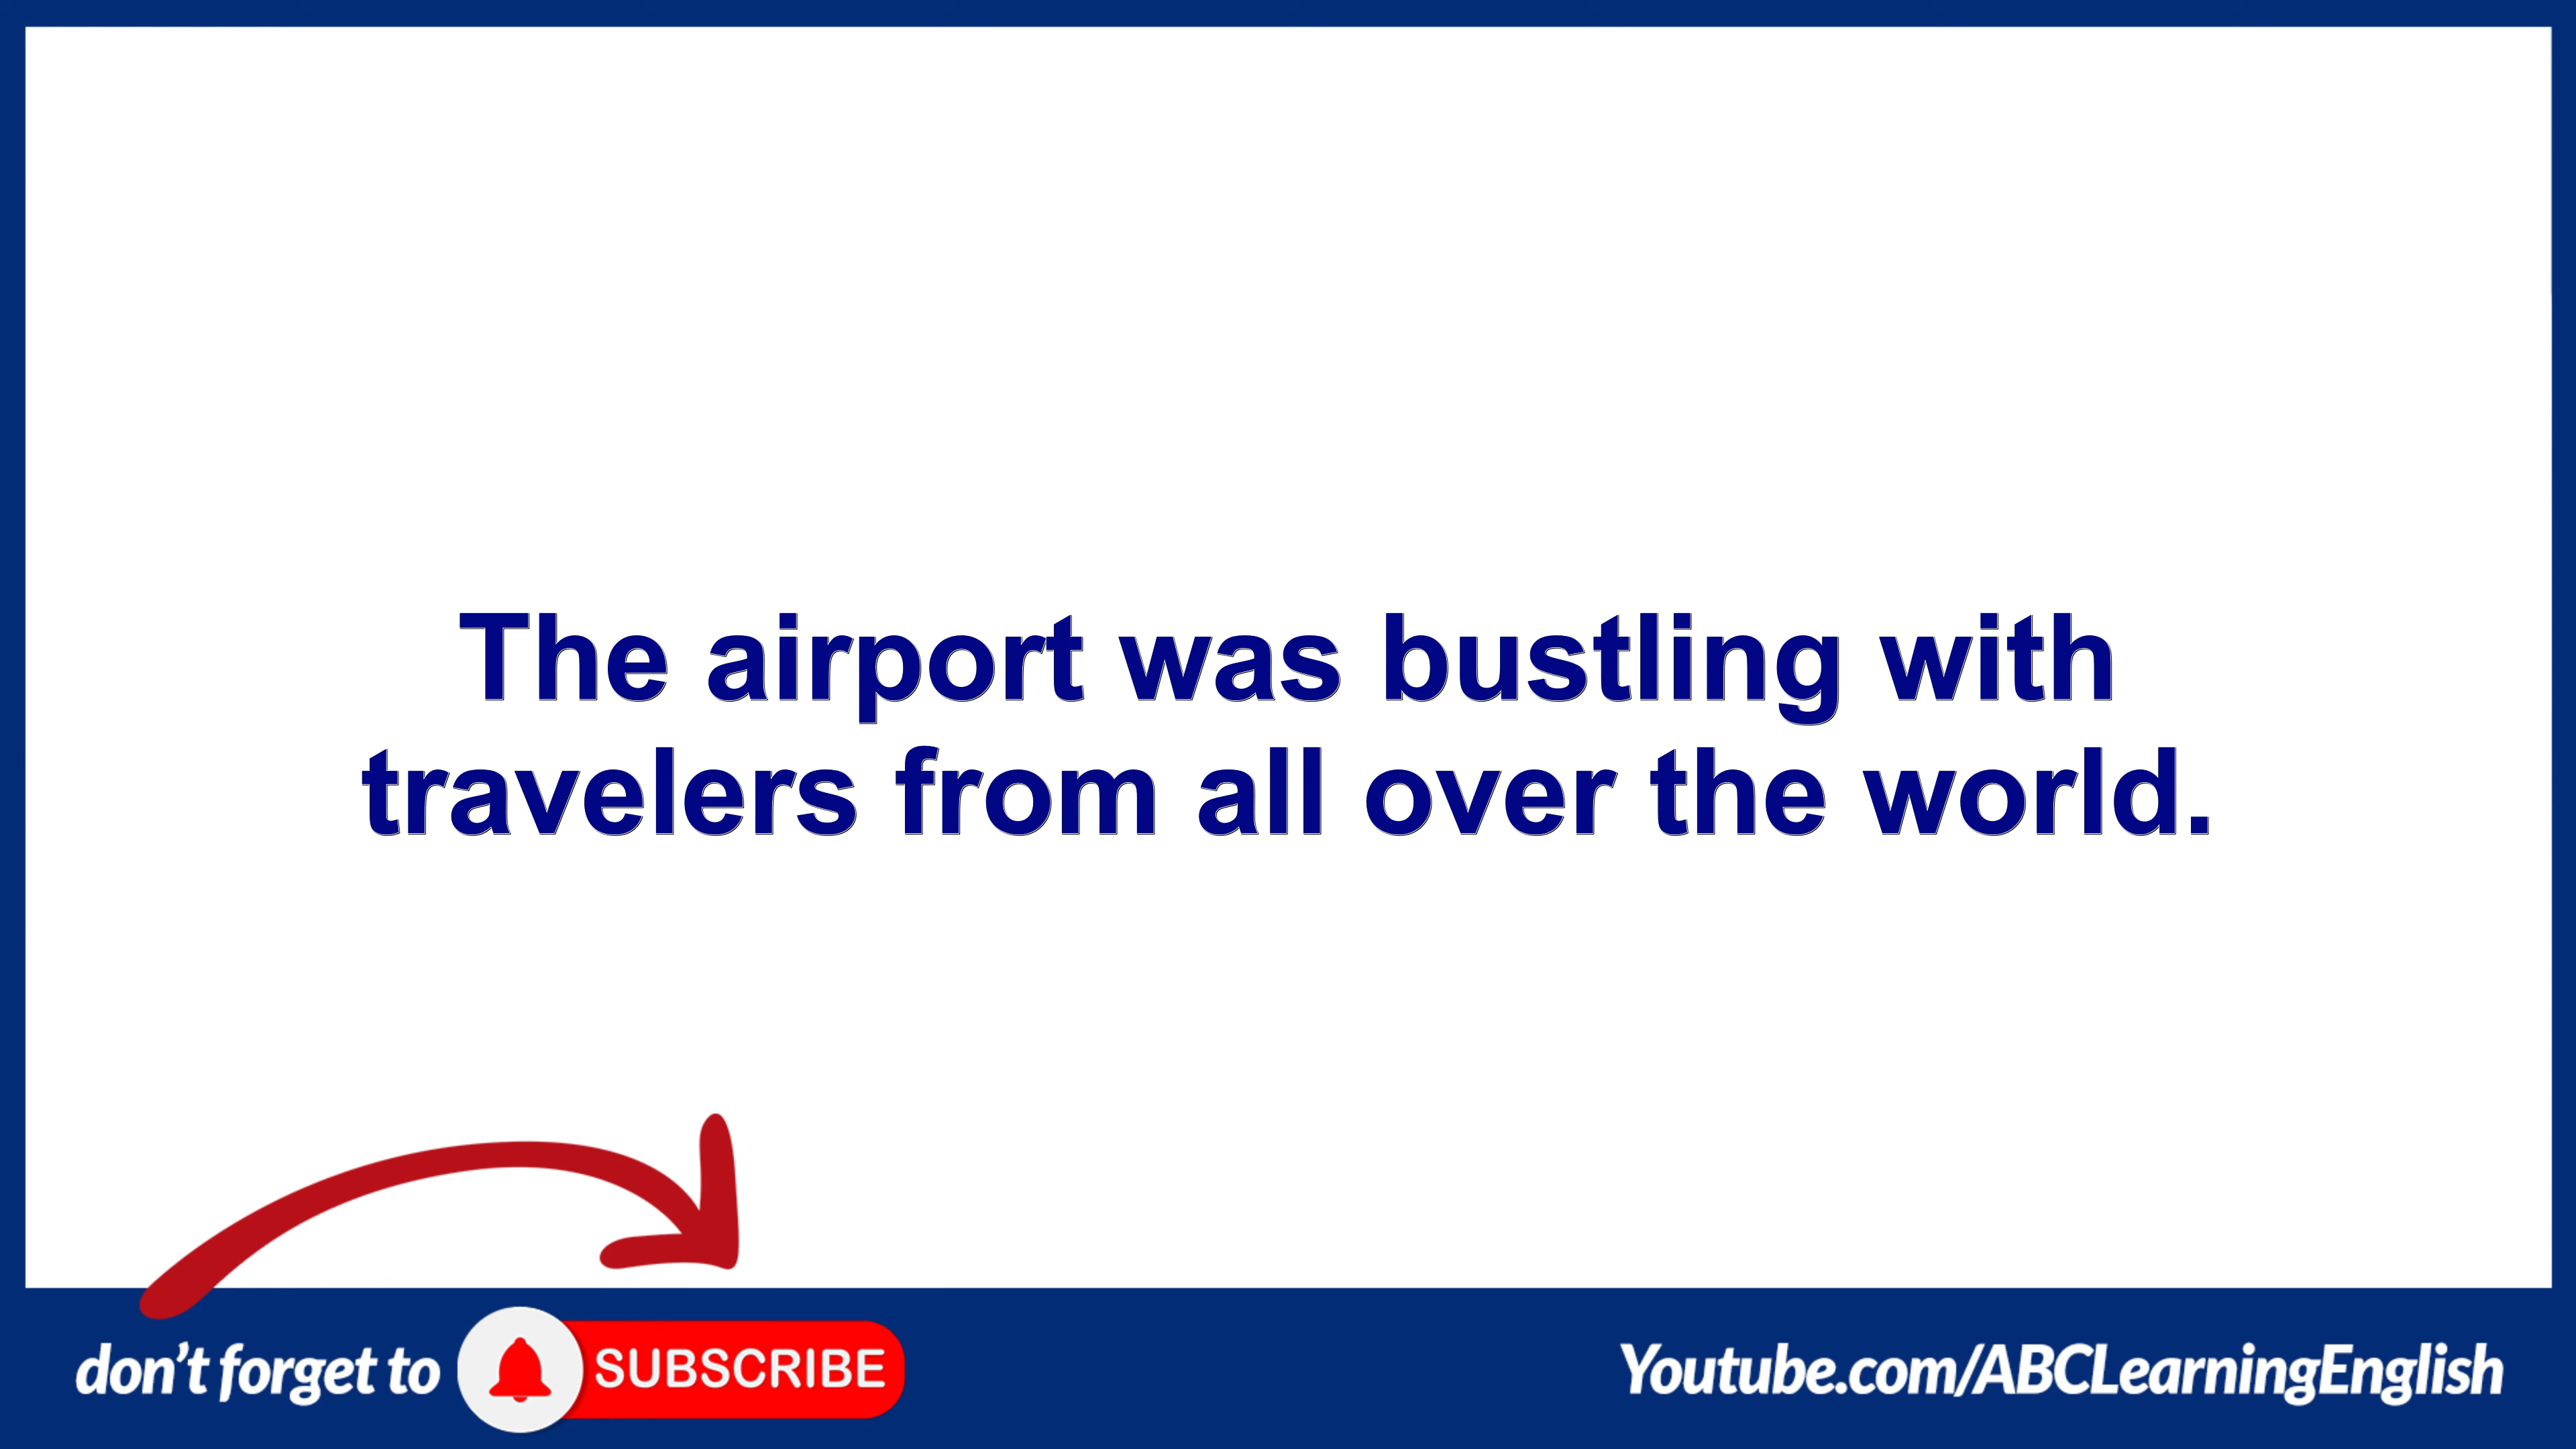 The airport was bustling with
travelers from all over the world.
don't forget to SUBSCRIBE
Youtube.com/ABCLearningEnglish